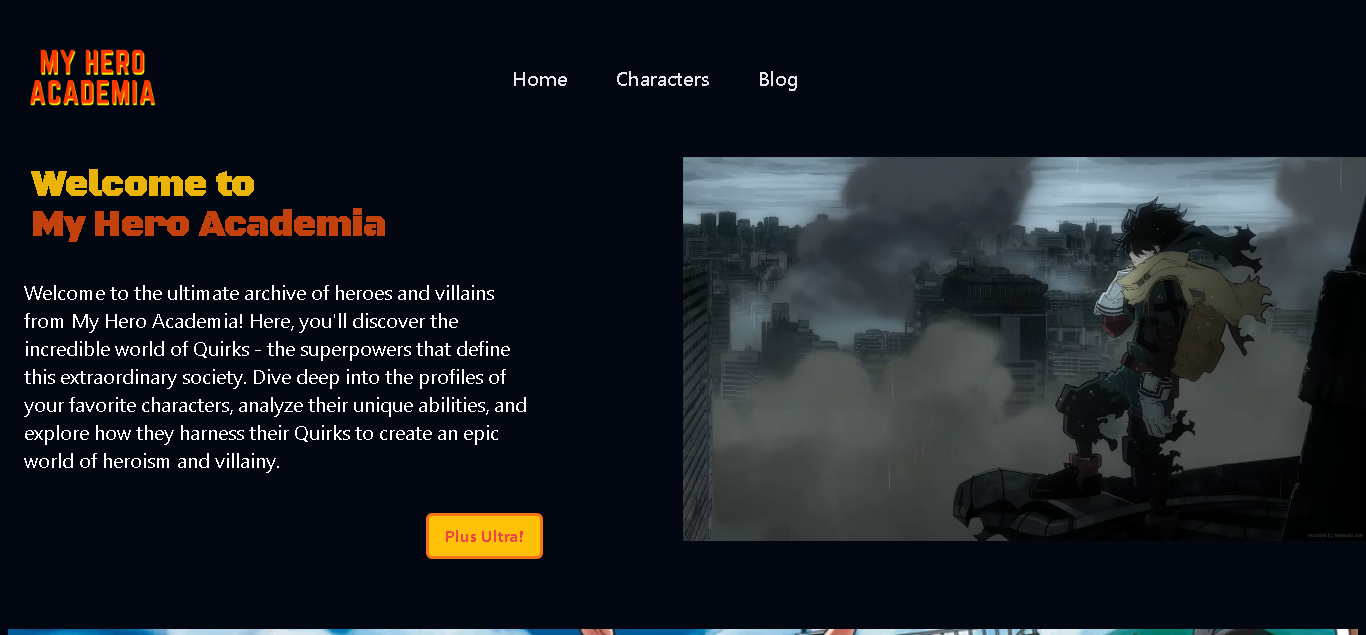 MY HERO
ACADEMIA
Home Characters Blog
Welcome to
My Hero Academia
Welcome to the ultimate archive of heroes and villains
from My Hero Academia! Here, you'll discover the
incredible world of Quirks - the superpowers that define
this extraordinary society. Dive deep into the profiles of
your favorite characters, analyze their unique abilities, and
explore how they harness their Quirks to create an epic
world of heroism and villainy.
Plus Ultra!